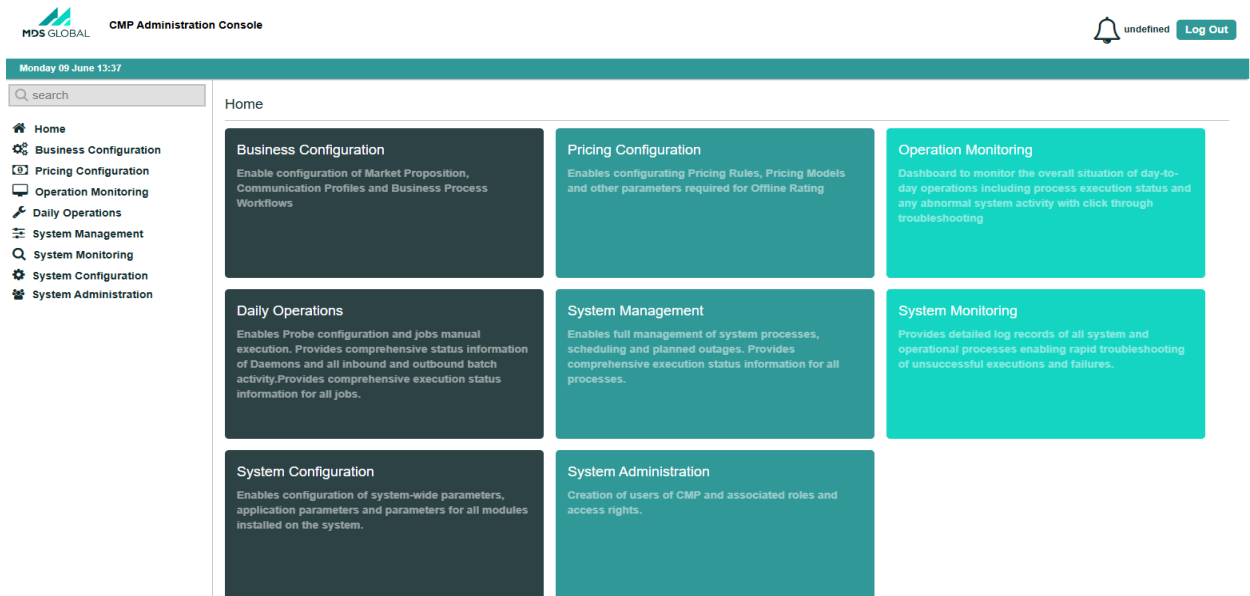 MDS GLOBAL
CMP Administration Console
undefined
Log Out
Monday 09 June 13:37
search
Home
Business Configuration
Pricing Configuration
Operation Monitoring
Daily Operations
System Management
System Monitoring
System Configuration
System Administration
Home
Business Configuration
Enable configuration of Market Proposition,
Communication Profiles and Business Process
Workflows
Pricing Configuration
Enables configurating Pricing Rules, Pricing Models
and other parameters required for Offline Rating
Operation Monitoring
Dashboard to monitor the overall situation of day-to-
day operations including process execution status and
any abnormal system activity with click through
troubleshooting
Daily Operations
Enables Probe configuration and jobs manual
execution. Provides comprehensive status information
of Daemons and all inbound and outbound batch
activity.Provides comprehensive execution status
information for all jobs.
System Management
Enables full management of system processes,
scheduling and planned outages. Provides
comprehensive execution status information for all
processes.
System Monitoring
Provides detailed log records of all system and
operational processes enabling rapid troubleshooting
of unsuccessful executions and failures.
System Configuration
Enables configuration of system-wide parameters,
application parameters and parameters for all modules
installed on the system.
System Administration
Creation of users of CMP and associated roles and
access rights.